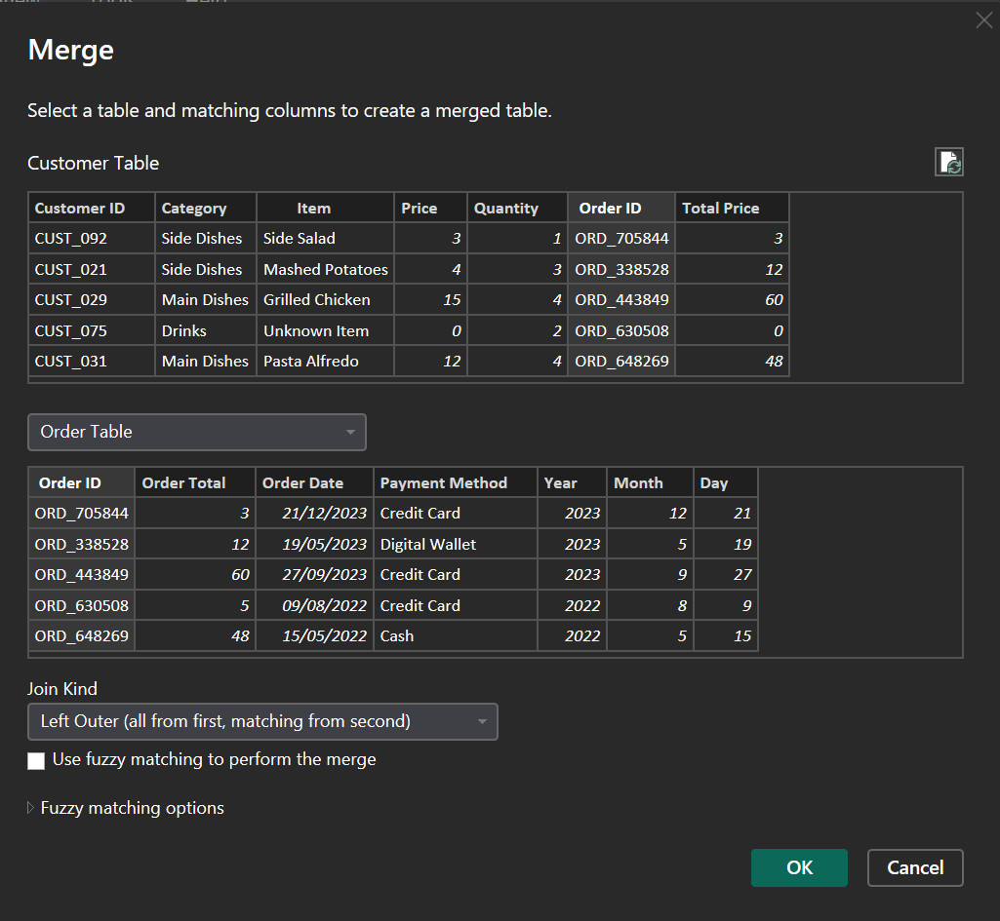 Merge
Select a table and matching columns to create a merged table.
Customer Table
Customer ID Category Item Price Quantity Order ID Total Price
CUST_092 Side Dishes Side Salad 3 1 ORD_705844 3
CUST_021 Side Dishes Mashed Potatoes 4 3 ORD_338528 12
CUST_029 Main Dishes Grilled Chicken 15 4 ORD_443849 60
CUST_075 Drinks Unknown Item 0 2 ORD_630508 0
CUST_031 Main Dishes Pasta Alfredo 12 4 ORD_648269 48
Order Table
Order ID Order Total Order Date Payment Method Year Month Day
ORD_705844 3 21/12/2023 Credit Card 2023 12 21
ORD_338528 12 19/05/2023 Digital Wallet 2023 5 19
ORD_443849 60 27/09/2023 Credit Card 2023 9 27
ORD_630508 5 09/08/2022 Credit Card 2022 8 9
ORD_648269 48 15/05/2022 Cash 2022 5 15
Join Kind
Left Outer (all from first, matching from second)
Use fuzzy matching to perform the merge
Fuzzy matching options
OK Cancel